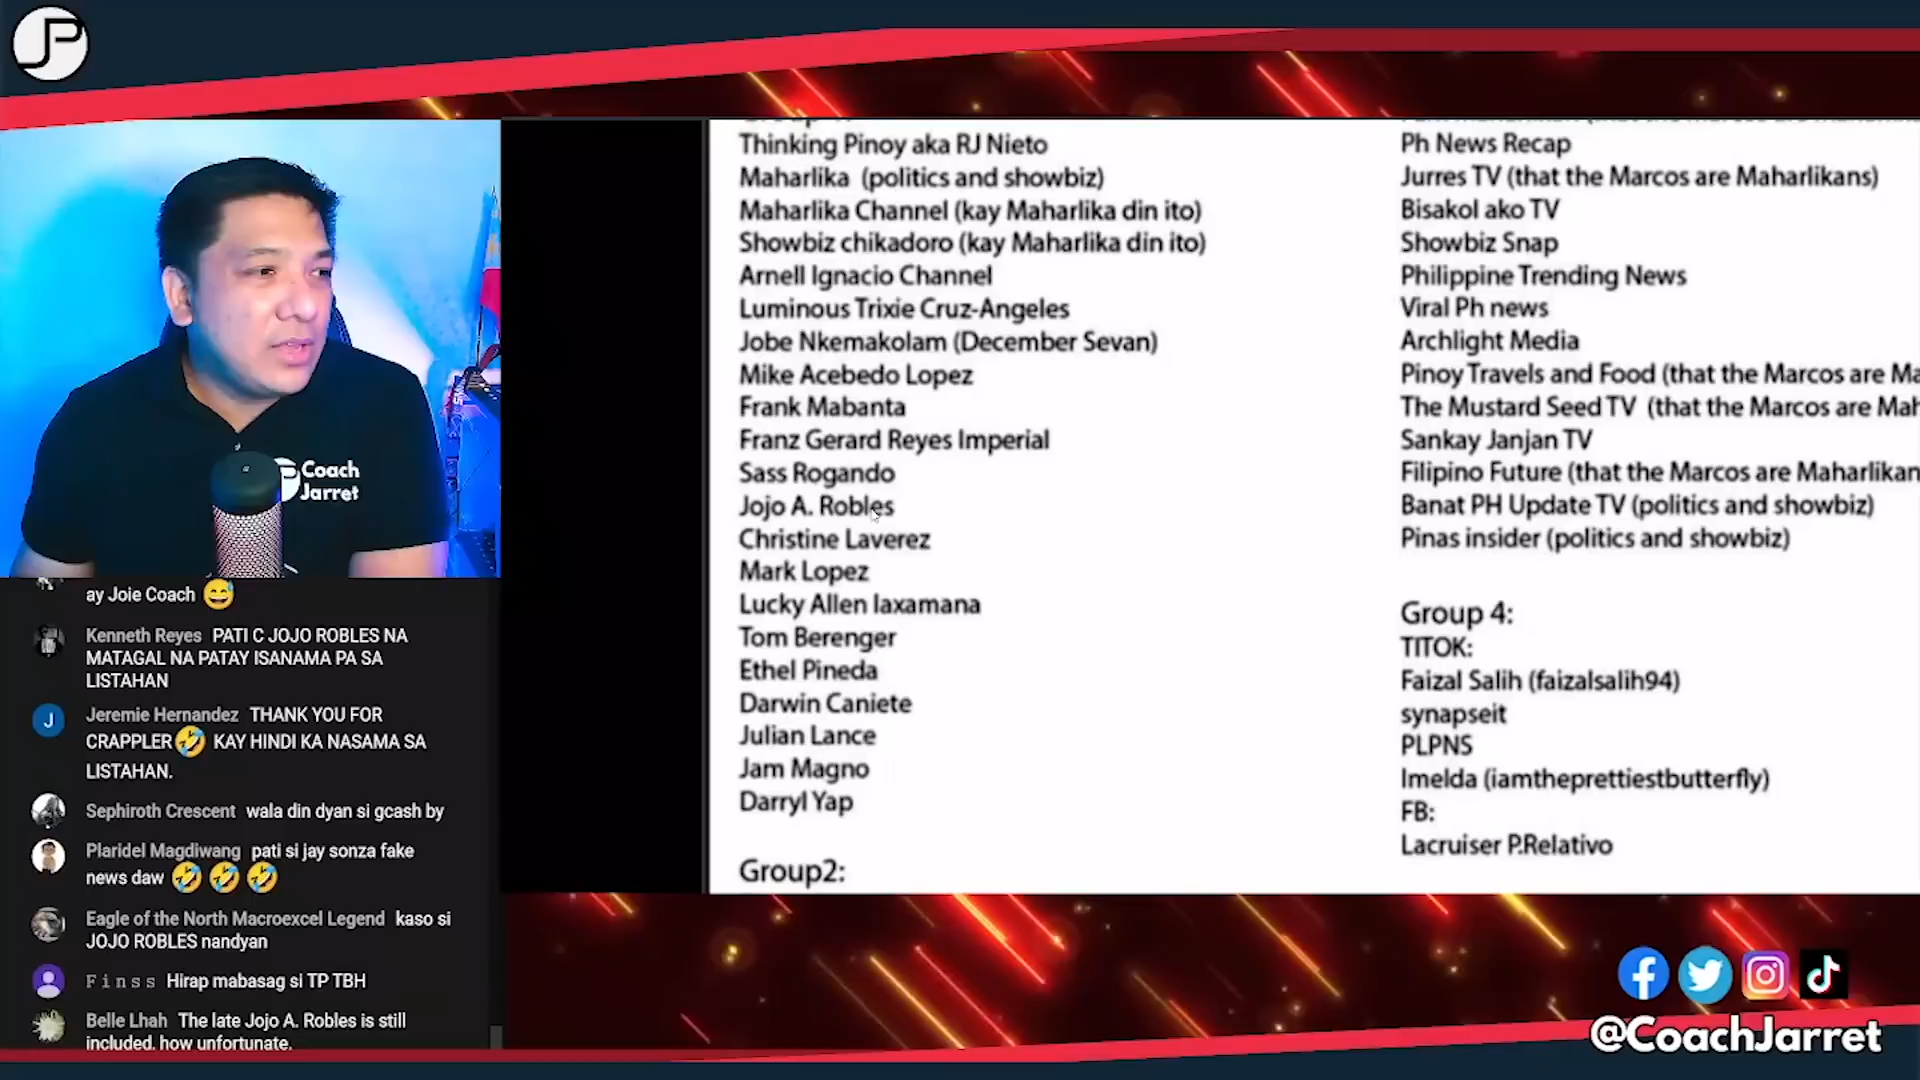 JP
Coach
Jarret
ay Joie Coach 😅
Kenneth Reyes PATI C JOJO ROBLES NA
MATAGAL NA PATAY ISANAMA PA SA
LISTAHAN
J
Jeremie Hernandez THANK YOU FOR
CRAPPLER🤣 KAY HINDI KA NASAMA SA
LISTAHAN.
Sephiroth Crescent wala din dyan si gcash by
Plaridel Magdiwang pati si jay sonza fake
news daw 🤣 🤣 🤣
Eagle of the North Macroexcel Legend kaso si
JOJO ROBLES nandyan
F i n s s Hirap mabasag si TP TBH
Belle Lhah The late Jojo A. Robles is still
included, how unfortunate.
Thinking Pinoy aka RJ Nieto
Maharlika (politics and showbiz)
Maharlika Channel (kay Maharlika din ito)
Showbiz chikadoro (kay Maharlika din ito)
Arnell Ignacio Channel
Luminous Trixie Cruz-Angeles
Jobe Nkemakolam (December Sevan)
Mike Acebedo Lopez
Frank Mabanta
Franz Gerard Reyes Imperial
Sass Rogando
Jojo A. Robles
Christine Laverez
Mark Lopez
Lucky Allen laxamana
Tom Berenger
Ethel Pineda
Darwin Caniete
Julian Lance
Jam Magno
Darryl Yap
Group2:
Ph News Recap
Jurres TV (that the Marcos are Maharlikans)
Bisakol ako TV
Showbiz Snap
Philippine Trending News
Viral Ph news
Archlight Media
Pinoy Travels and Food (that the Marcos are Ma
The Mustard Seed TV (that the Marcos are Mah
Sankay Janjan TV
Filipino Future (that the Marcos are Maharlikan
Banat PH Update TV (politics and showbiz)
Pinas insider (politics and showbiz)
Group 4:
TITOK:
Faizal Salih (faizalsalih94)
synapseit
PLPNS
Imelda (iamtheprettiestbutterfly)
FB:
Lacruiser P.Relativo
@CoachJarret